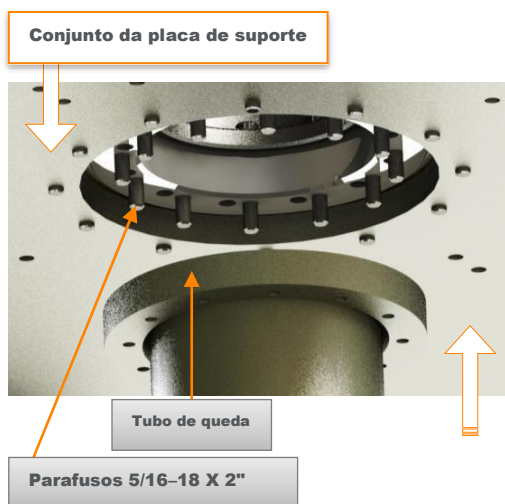 Conjunto da placa de suporte
Tubo de queda
Parafusos 5/16–18 X 2"